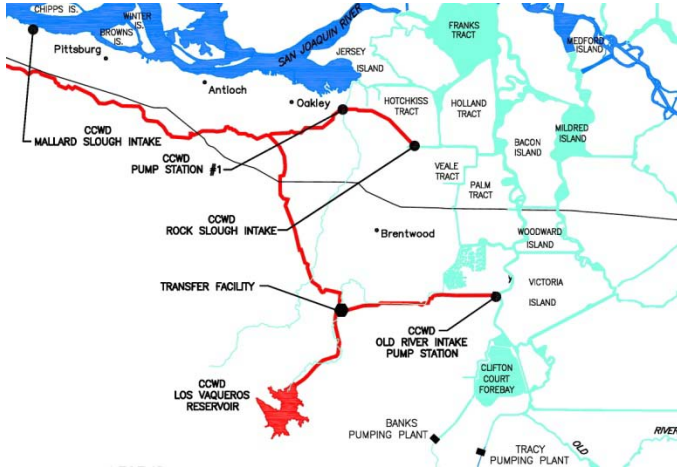 CHIPPS IS.
WINTER
IS.
BROWNS
IS.
Pittsburg
SAN JOAQUIN RIVER
JERSEY
ISLAND
FRANKS
TRACT
MEDFORD
ISLAND
Antioch
Oakley
HOTCHKISS
TRACT
HOLLAND
TRACT
CCWD
MALLARD SLOUGH INTAKE
CCWD
PUMP STATION #1
BACON
ISLAND
MILDRED
ISLAND
VEALE
TRACT
PALM
TRACT
CCWD
ROCK SLOUGH INTAKE
Brentwood
WOODWARD
ISLAND
TRANSFER FACILITY
VICTORIA
ISLAND
CCWD
OLD RIVER INTAKE
PUMP STATION
CCWD
LOS VAQUEROS
RESERVOIR
CLIFTON
COURT
FOREBAY
BANKS
PUMPING PLANT
TRACY
PUMPING PLANT
OLD
RIVER